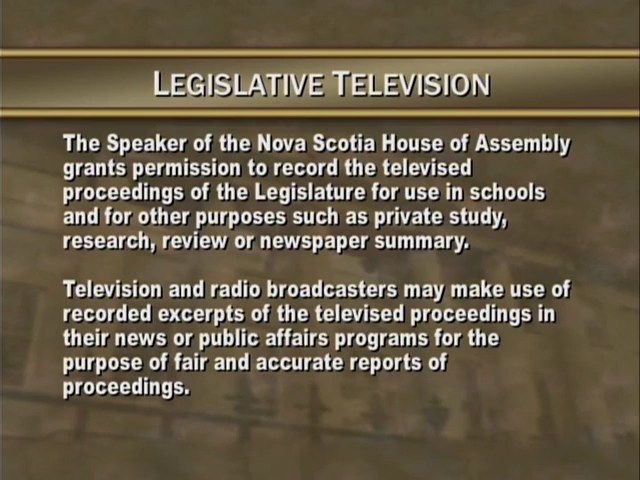 LEGISLATIVE TELEVISION
The Speaker of the Nova Scotia House of Assembly
grants permission to record the televised
proceedings of the Legislature for use in schools
and for other purposes such as private study,
research, review or newspaper summary.
Television and radio broadcasters may make use of
recorded excerpts of the televised proceedings in
their news or public affairs programs for the
purpose of fair and accurate reports of
proceedings.